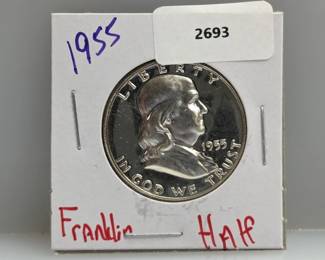 2693
1955
LIBERTY
1955
IN GOD WE TRUST
Franklin HAlf